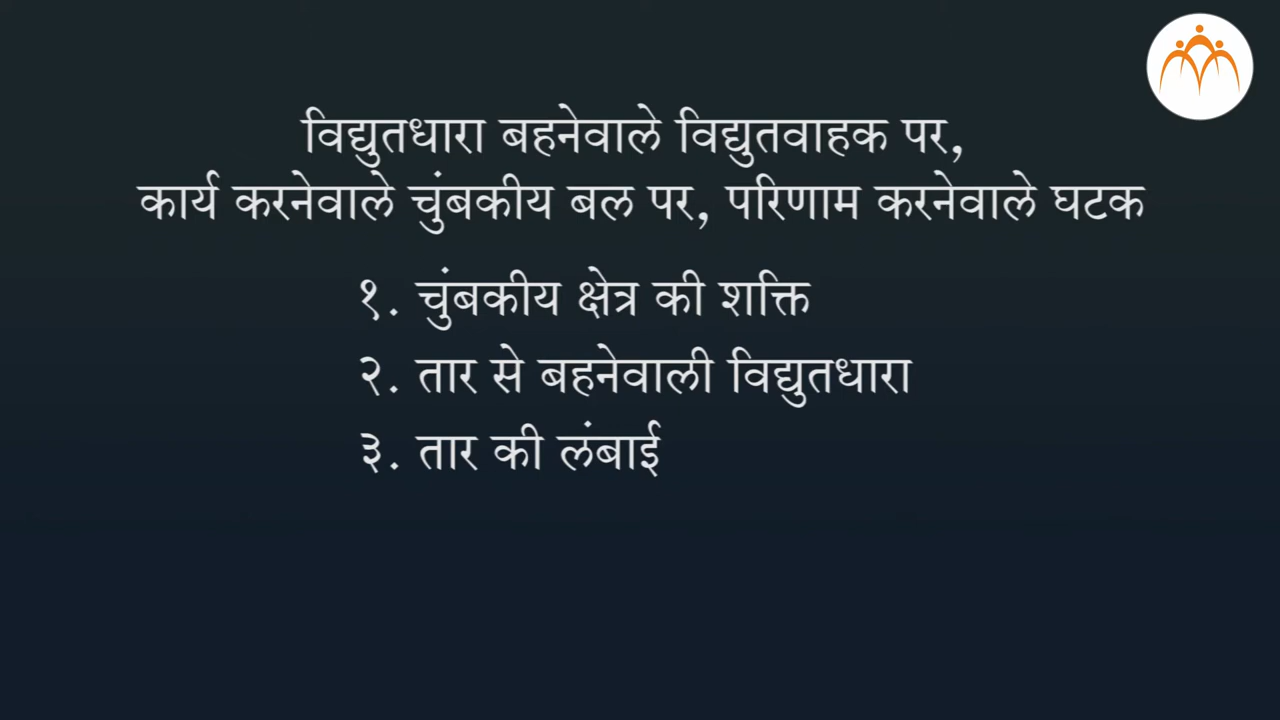 विद्युतधारा बहनेवाले विद्युतवाहक पर,
कार्य करनेवाले चुंबकीय बल पर, परिणाम करनेवाले घटक
१. चुंबकीय क्षेत्र की शक्ति
२. तार से बहनेवाली विद्युतधारा
३. तार की लंबाई